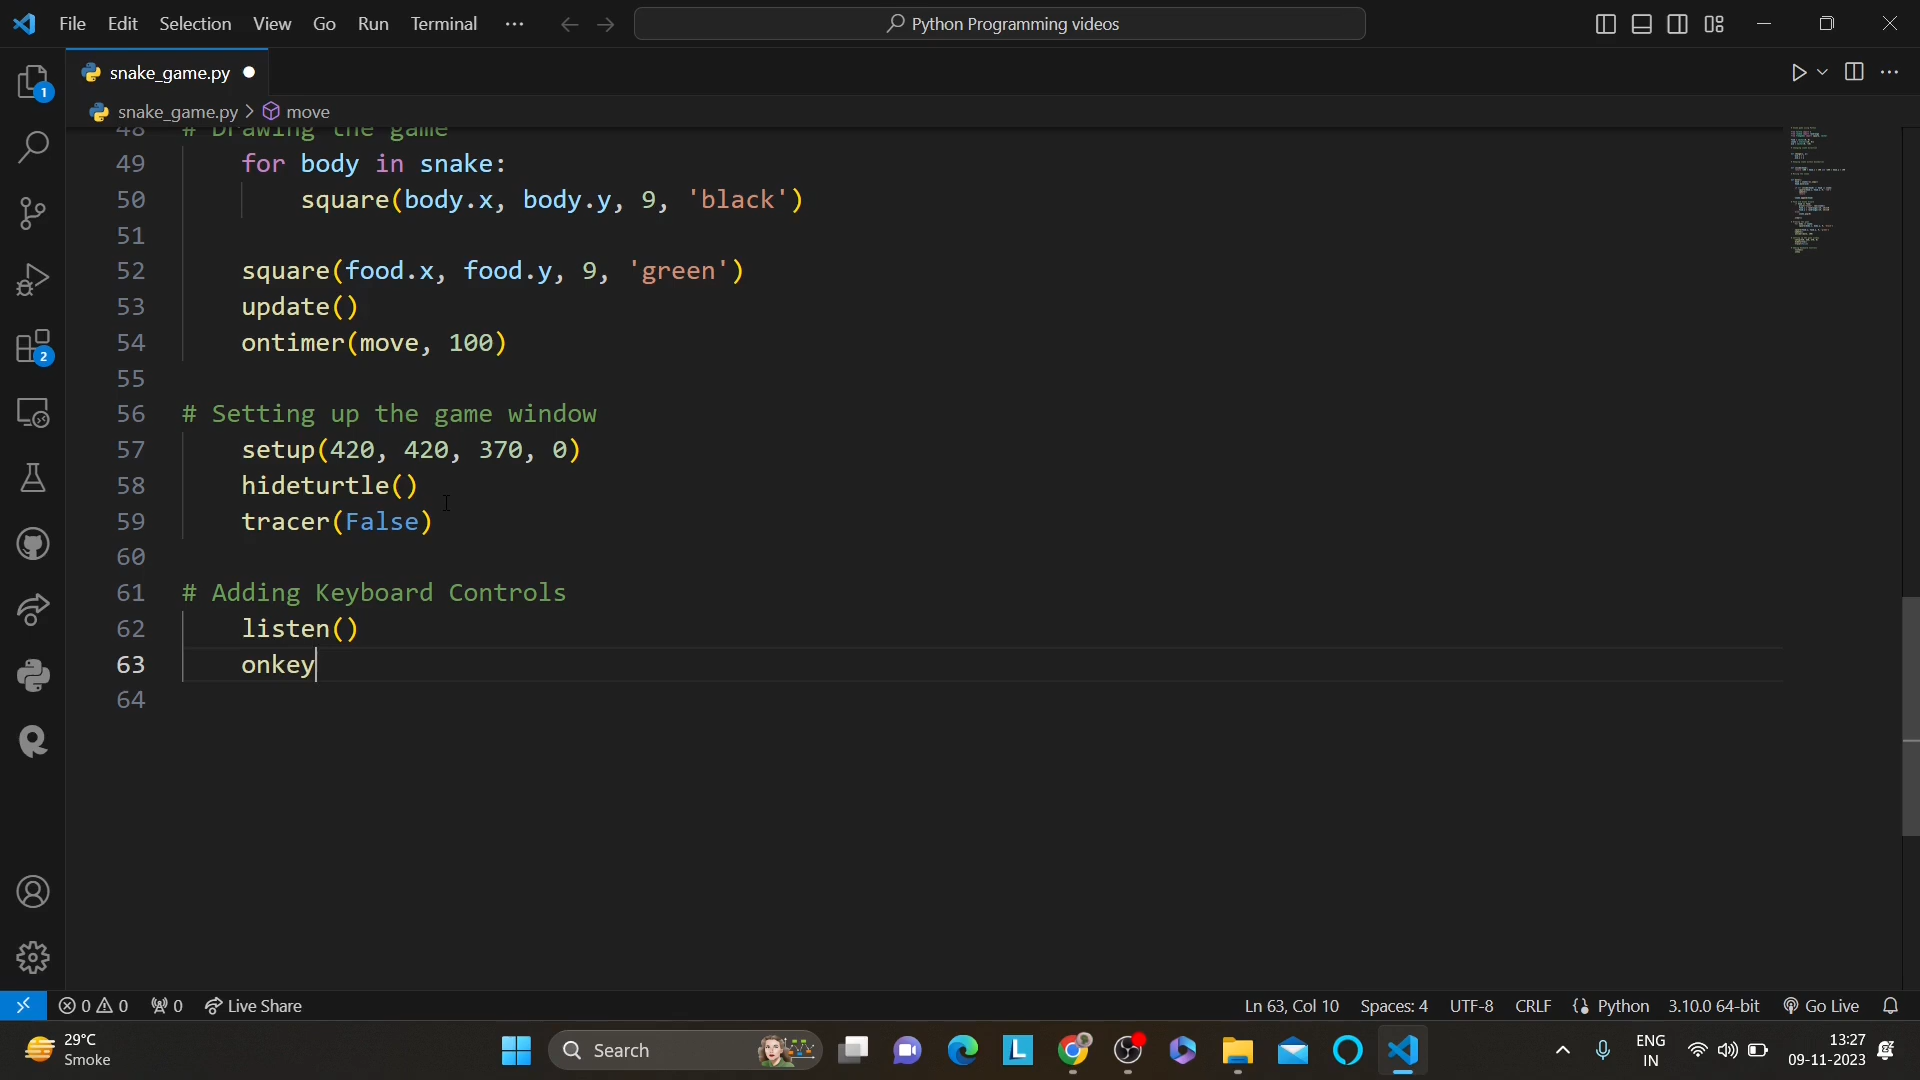 File Edit Selection View Go Run Terminal ... Python Programming videos
snake_game.py
snake_game.py > move
1
48 # Drawing the game
49 for body in snake:
50 square(body.x, body.y, 9, 'black')
51
52 square(food.x, food.y, 9, 'green')
53 update()
54 ontimer(move, 100)
55
56 # Setting up the game window
57 setup(420, 420, 370, 0)
58 hideturtle()
59 tracer(False)
60
61 # Adding Keyboard Controls
62 listen()
63 onkey
64
2
0 0 0 Live Share Ln 63, Col 10 Spaces: 4 UTF-8 CRLF Python 3.10.0 64-bit Go Live
29°C
Smoke
Search
L
ENG
IN
13:27
09-11-2023